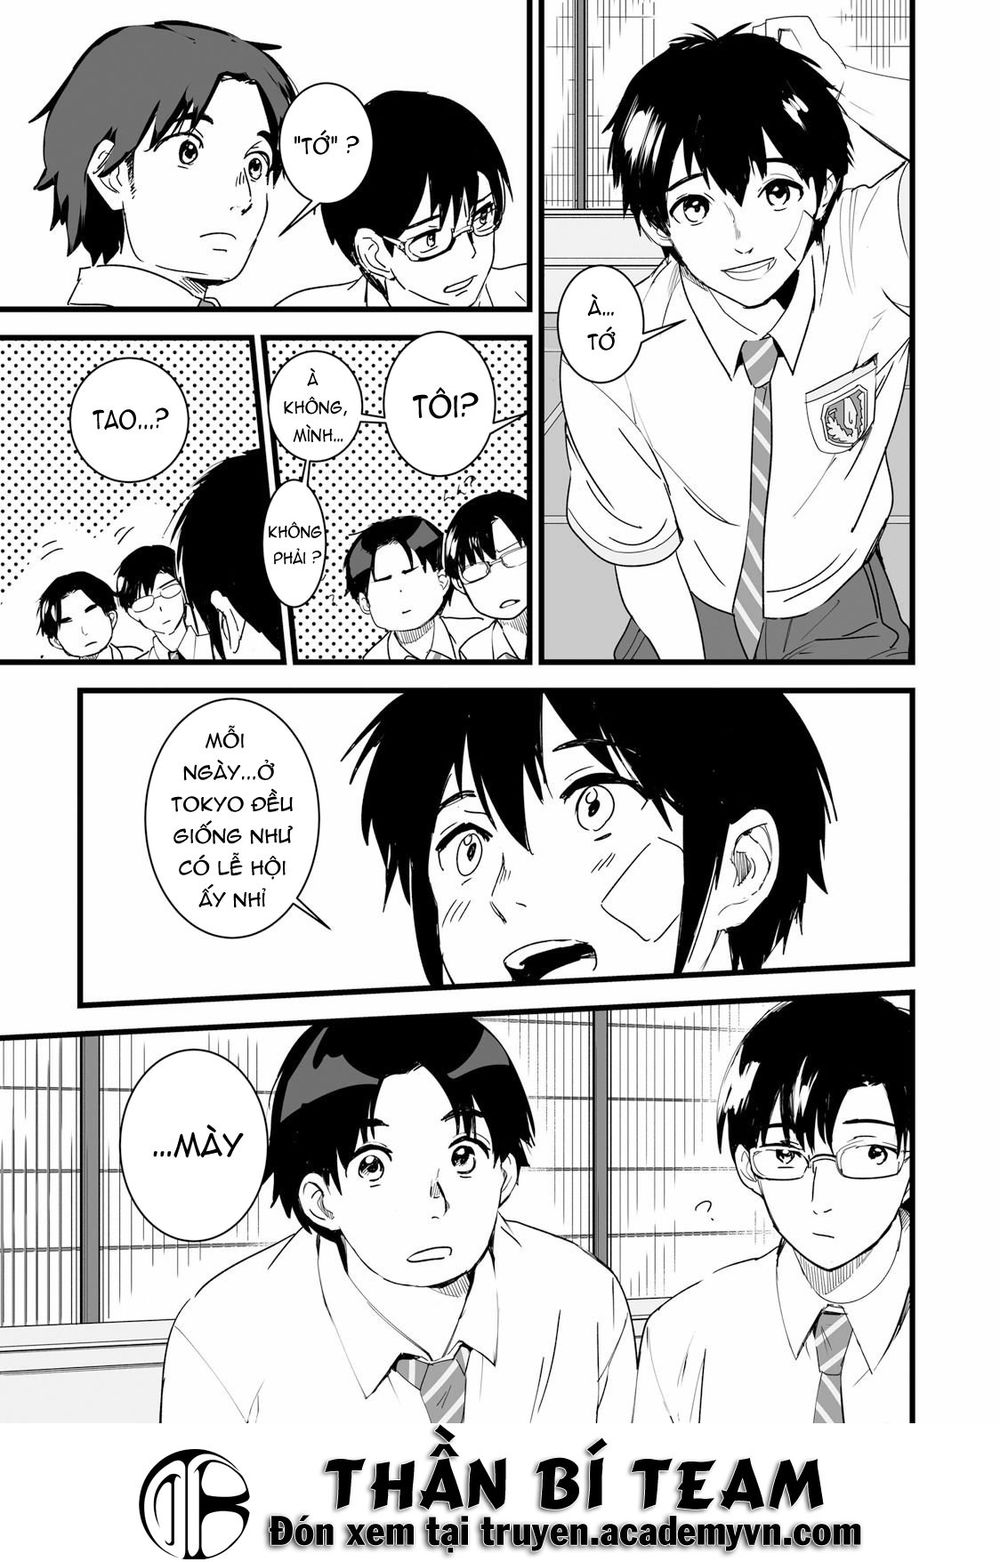 À...
TỚ
"TỚ" ?
TÔI?
À
KHÔNG,
MÌNH...
KHÔNG
PHẢI ?
TAO...?
MỖI
NGÀY...Ở
TOKYO ĐỀU
GIỐNG NHƯ
CÓ LỄ HỘI
ẤY NHỈ
...MÀY
THẦN BÍ TEAM
Đón xem tại truyen.academyvn.com